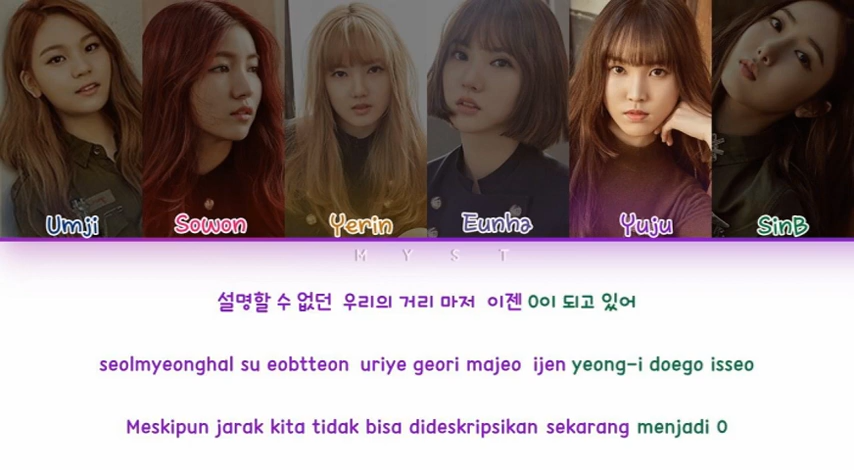 Umji Sowon Yerin Eunha Yuju SinB
M Y S T
설명할 수 없던 우리의 거리 마저 이젠 0이 되고 있어
seolmyeonghal su eobtteon uriye geori majeo ijen yeong-i doego isseo
Meskipun jarak kita tidak bisa dideskripsikan sekarang menjadi 0